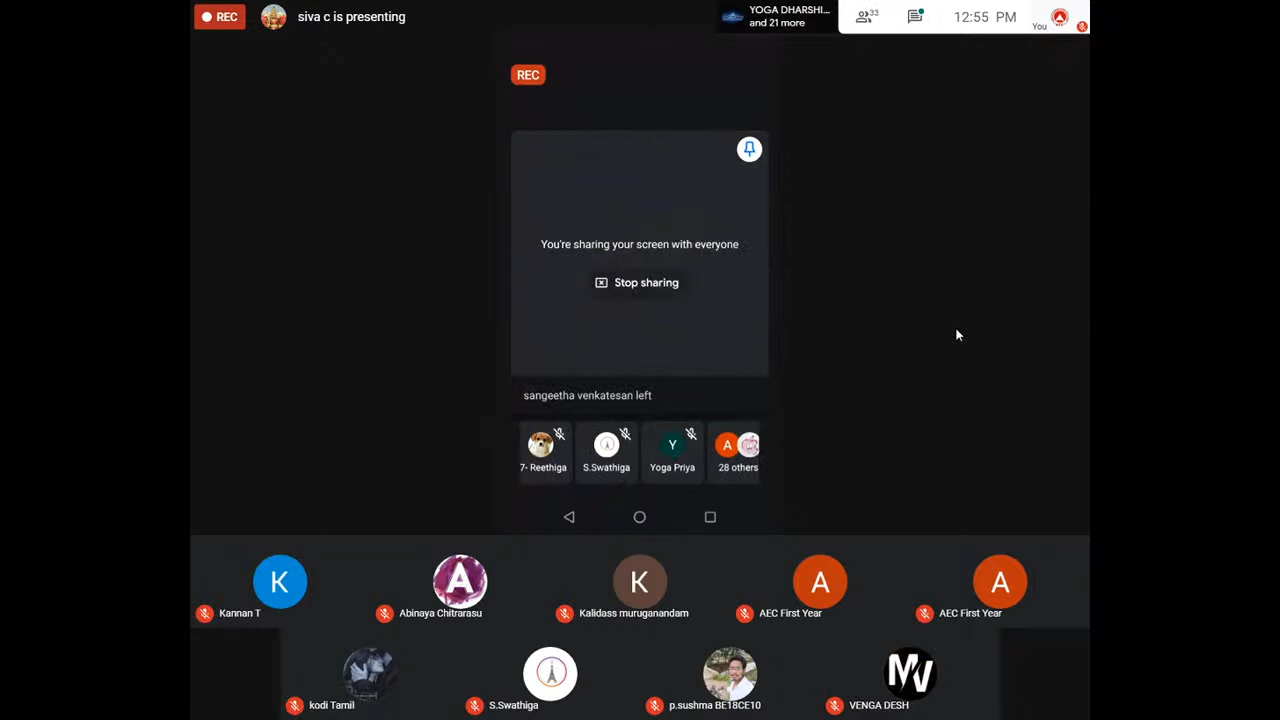 REC
siva c is presenting
YOGA DHARSHI...
and 21 more
33
12:55 PM
You
REC
You're sharing your screen with everyone
Stop sharing
sangeetha venkatesan left
Y
A
7- Reethiga
S.Swathiga
Yoga Priya
28 others
K
A
K
A
A
Kannan T
Abinaya Chitrarasu
Kalidass muruganandam
AEC First Year
AEC First Year
MV
kodi Tamil
S.Swathiga
p.sushma BE18CE10
VENGA DESH